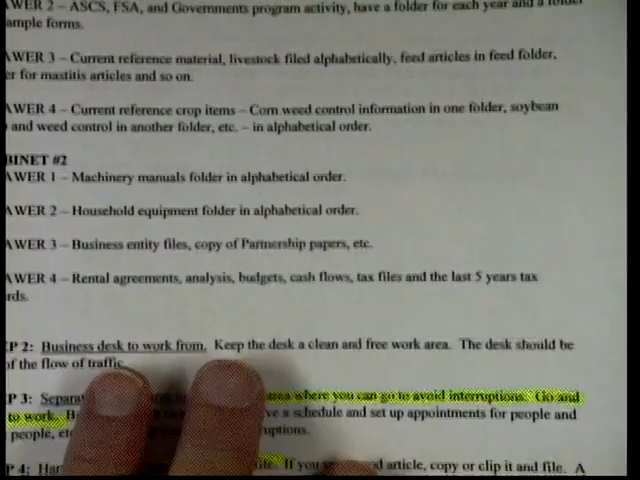 WER 2 – ASCS, FSA, and Governments program activity, have a folder for each year and a folder
ample forms.
AWER 3 – Current reference material, livestock filed alphabetically, feed articles in feed folder,
er for mastitis articles and so on.
AWER 4 – Current reference crop items – Corn weed control information in one folder, soybean
and weed control in another folder, etc. – in alphabetical order.
BINET #2
AWER 1 – Machinery manuals folder in alphabetical order.
AWER 2 – Household equipment folder in alphabetical order.
AWER 3 – Business entity files, copy of Partnership papers, etc.
AWER 4 – Rental agreements, analysis, budgets, cash flows, tax files and the last 5 years tax
rds.
P 2: Business desk to work from. Keep the desk a clean and free work area. The desk should be
of the flow of traffic.
P 3: Separa area where you can go to avoid interruptions. Go and
to work. ve a schedule and set up appointments for people and
people, et uptions.
P 4: Har file. If you d article, copy or clip it and file. A